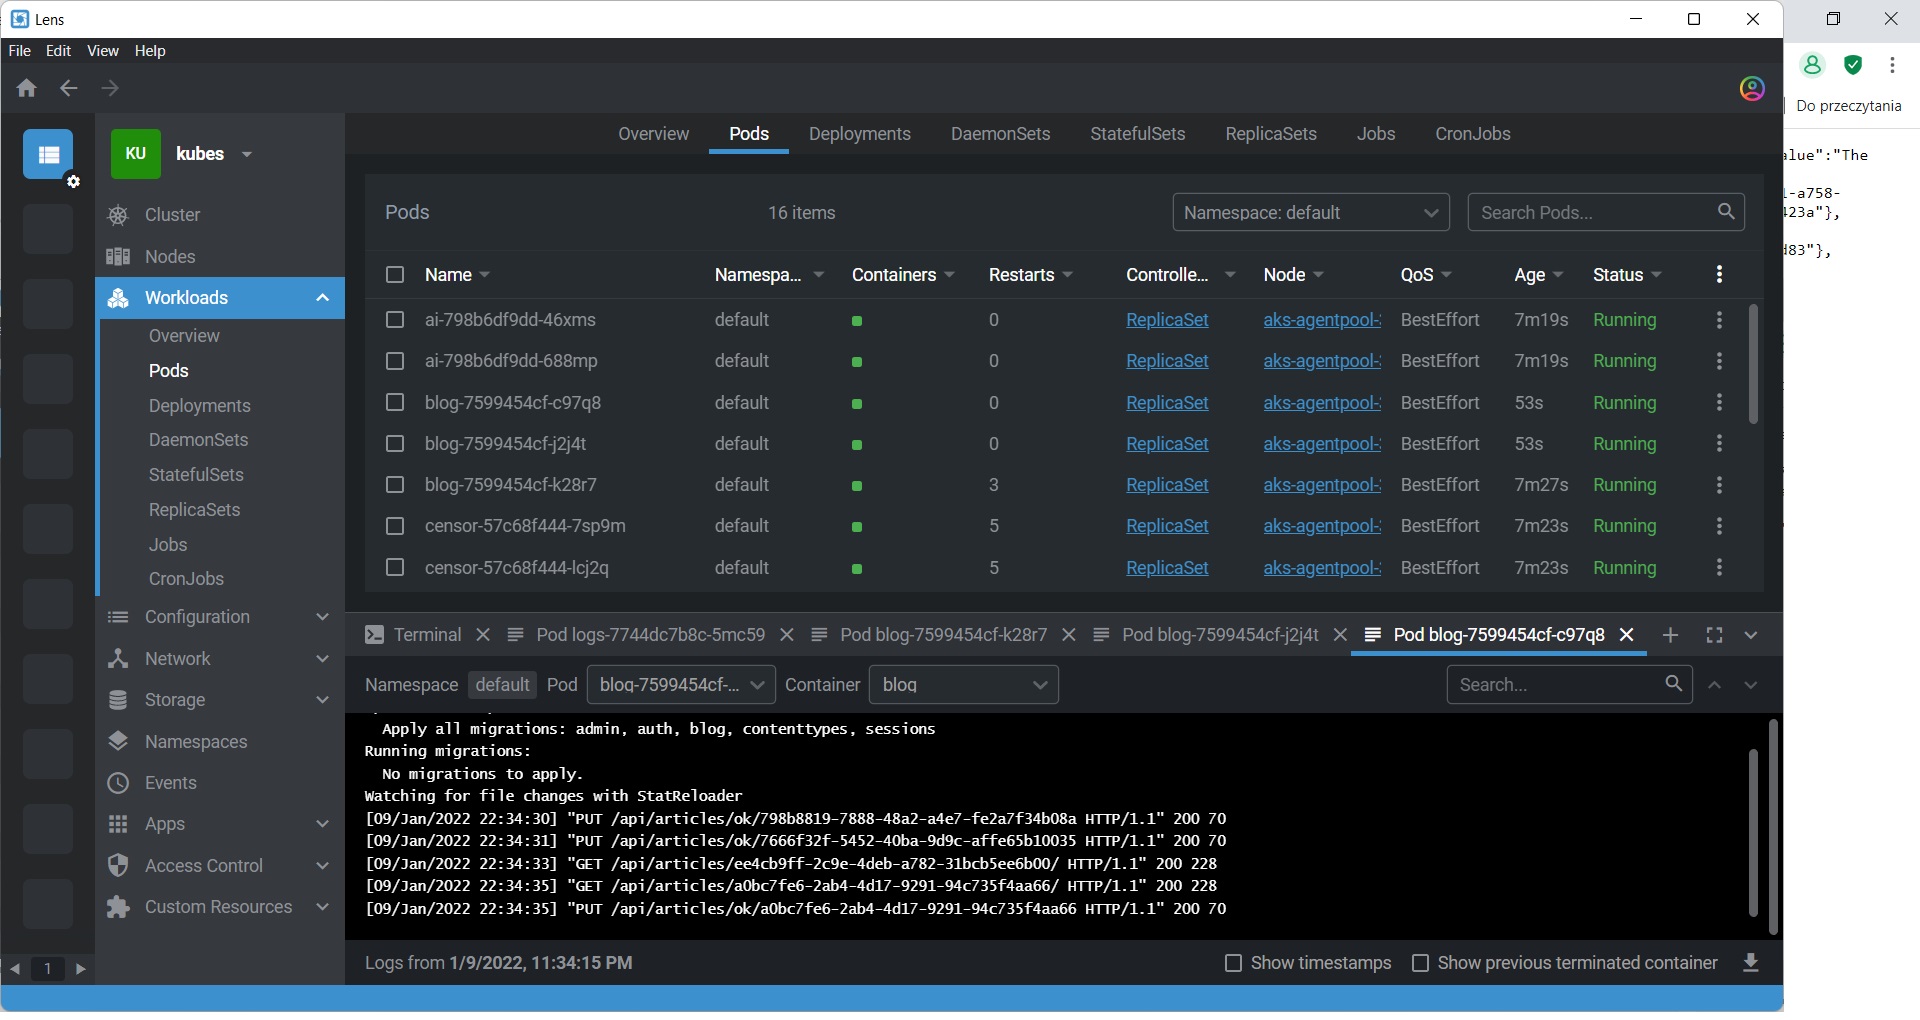 Lens
File Edit View Help
Do przeczytania
KU kubes
Overview Pods Deployments DaemonSets StatefulSets ReplicaSets Jobs CronJobs
Cluster
Nodes
Workloads
Overview
Pods
Deployments
DaemonSets
StatefulSets
ReplicaSets
Jobs
CronJobs
Configuration
Network
Storage
Namespaces
Events
Apps
Access Control
Custom Resources
1
Pods 16 items Namespace: default Search Pods...
Name Namespa... Containers Restarts Controlle... Node QoS Age Status
ai-798b6df9dd-46xms default 0 ReplicaSet aks-agentpool- BestEffort 7m19s Running
ai-798b6df9dd-688mp default 0 ReplicaSet aks-agentpool- BestEffort 7m19s Running
blog-7599454cf-c97q8 default 0 ReplicaSet aks-agentpool- BestEffort 53s Running
blog-7599454cf-j2j4t default 0 ReplicaSet aks-agentpool- BestEffort 53s Running
blog-7599454cf-k28r7 default 3 ReplicaSet aks-agentpool- BestEffort 7m27s Running
censor-57c68f444-7sp9m default 5 ReplicaSet aks-agentpool- BestEffort 7m23s Running
censor-57c68f444-lcj2q default 5 ReplicaSet aks-agentpool- BestEffort 7m23s Running
Terminal Pod logs-7744dc7b8c-5mc59 Pod blog-7599454cf-k28r7 Pod blog-7599454cf-j2j4t Pod blog-7599454cf-c97q8
Namespace default Pod blog-7599454cf-... Container blog Search...
Apply all migrations: admin, auth, blog, contenttypes, sessions
Running migrations:
No migrations to apply.
Watching for file changes with StatReloader
[09/Jan/2022 22:34:30] "PUT /api/articles/ok/798b8819-7888-48a2-a4e7-fe2a7f34b08a HTTP/1.1" 200 70
[09/Jan/2022 22:34:31] "PUT /api/articles/ok/7666f32f-5452-40ba-9d9c-affe65b10035 HTTP/1.1" 200 70
[09/Jan/2022 22:34:33] "GET /api/articles/ee4cb9ff-2c9e-4deb-a782-31bcb5ee6b00/ HTTP/1.1" 200 228
[09/Jan/2022 22:34:35] "GET /api/articles/a0bc7fe6-2ab4-4d17-9291-94c735f4aa66/ HTTP/1.1" 200 228
[09/Jan/2022 22:34:35] "PUT /api/articles/ok/a0bc7fe6-2ab4-4d17-9291-94c735f4aa66 HTTP/1.1" 200 70
Logs from 1/9/2022, 11:34:15 PM Show timestamps Show previous terminated container
alue":"The
-a758-
423a"},
83"},